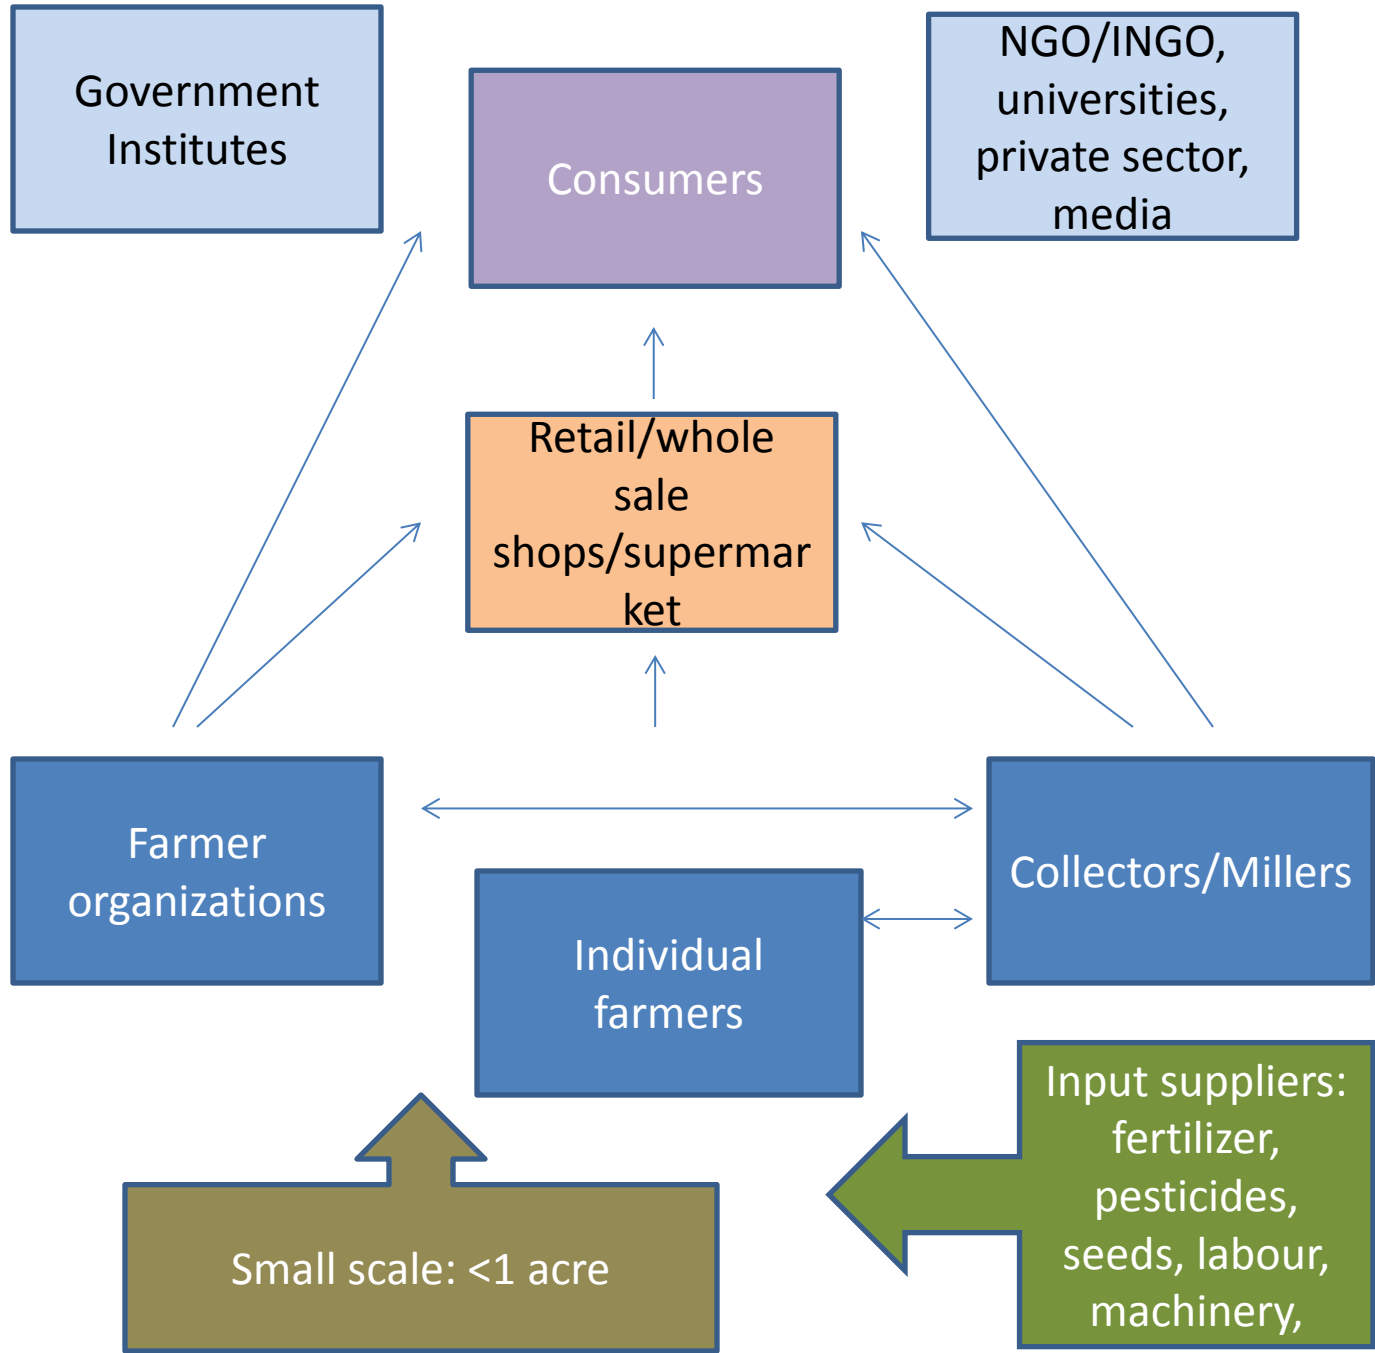 Government
Institutes
Consumers
NGO/INGO,
universities,
private sector,
media
Retail/whole
sale
shops/supermar
ket
Farmer
organizations
Individual
farmers
Collectors/Millers
Small scale: <1 acre
Input suppliers:
fertilizer,
pesticides,
seeds, labour,
machinery,